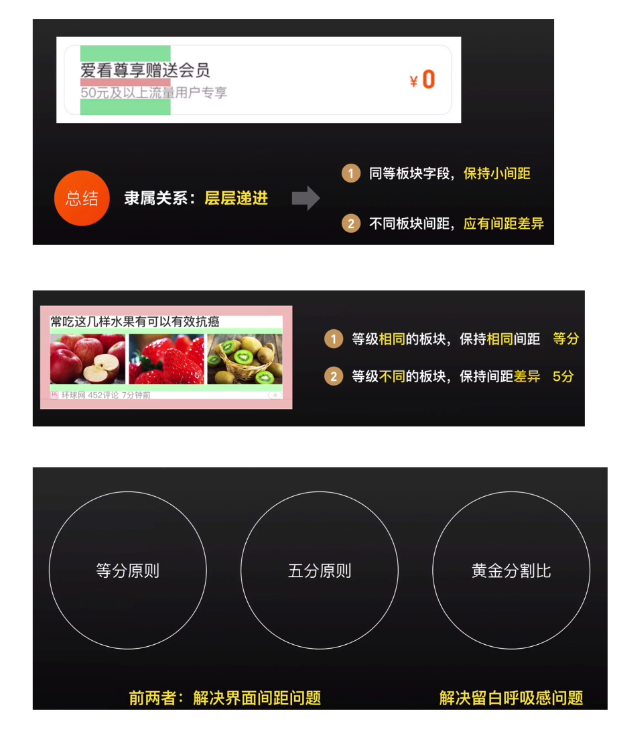 爱看尊享赠送会员
50元及以上流量用户专享
¥0
总结
隶属关系：层层递进
1 同等板块字段，保持小间距
2 不同板块间距，应有间距差异
常吃这几样水果有可以有效抗癌
环球网 452评论 7分钟前
1 等级相同的板块，保持相同间距 等分
2 等级不同的板块，保持间距差异 5分
等分原则
五分原则
黄金分割比
前两者：解决界面间距问题
解决留白呼吸感问题